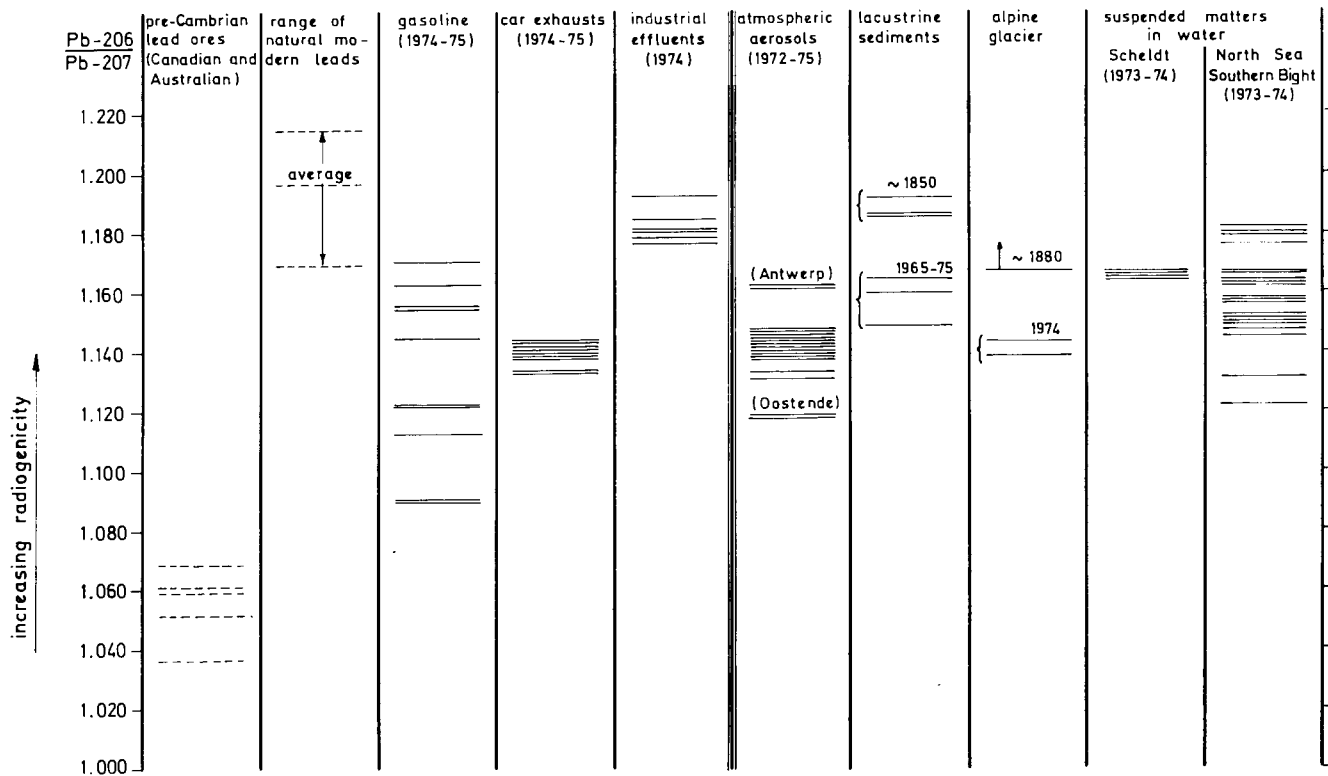 Pb-206
Pb-207
pre-Cambrian
lead ores
(Canadian and
Australian)
range of
natural mo-
dern leads
gasoline
(1974-75)
car exhausts
(1974-75)
industrial
effluents
(1974)
atmospheric
aerosols
(1972-75)
lacustrine
sediments
alpine
glacier
suspended matters
in water
Scheldt
(1973-74)
North Sea
Southern Bight
(1973-74)
1.220
1.200
1.180
1.160
1.140
1.120
1.100
1.080
1.060
1.040
1.020
1.000
increasing radiogenicity
average
(Antwerp)
(Oostende)
~ 1850
1965-75
~ 1880
1974